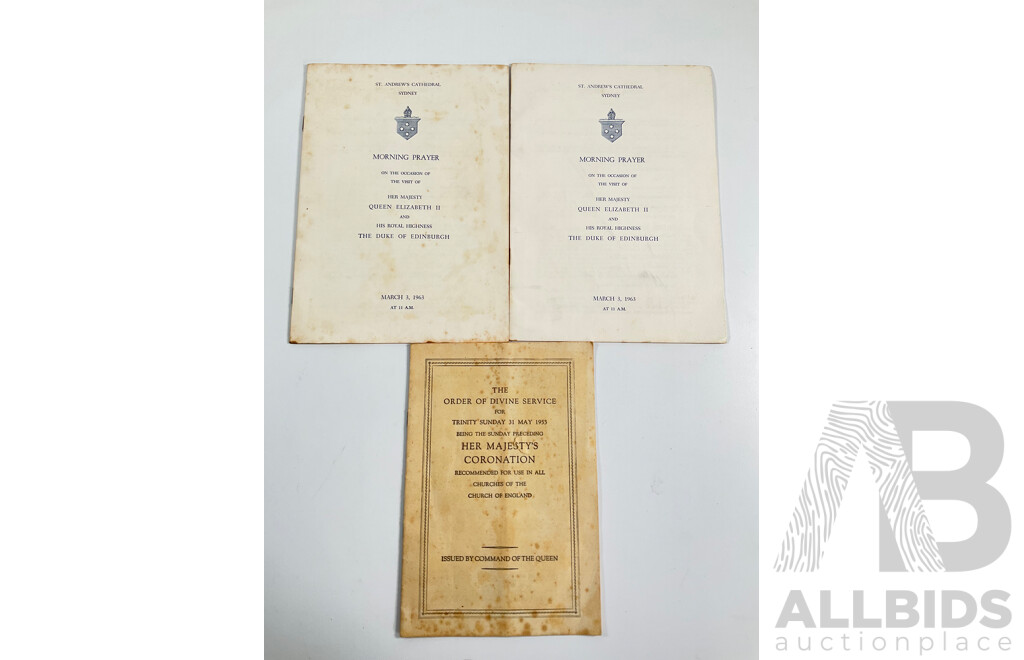 ST. ANDREW'S CATHEDRAL
SYDNEY
MORNING PRAYER
ON THE OCCASION OF
THE VISIT OF
HER MAJESTY
QUEEN ELIZABETH II
AND
HIS ROYAL HIGHNESS
THE DUKE OF EDINBURGH
MARCH 3, 1963
AT 11 A.M.
ST. ANDREW'S CATHEDRAL
SYDNEY
MORNING PRAYER
ON THE OCCASION OF
THE VISIT OF
HER MAJESTY
QUEEN ELIZABETH II
AND
HIS ROYAL HIGHNESS
THE DUKE OF EDINBURGH
MARCH 3, 1963
AT 11 A.M.
THE
ORDER OF DIVINE SERVICE
FOR
TRINITY SUNDAY 31 MAY 1953
BEING THE SUNDAY PRECEDING
HER MAJESTY'S
CORONATION
RECOMMENDED FOR USE IN ALL
CHURCHES OF THE
CHURCH OF ENGLAND
ISSUED BY COMMAND OF THE QUEEN
AB
ALLBIDS
auctionplace